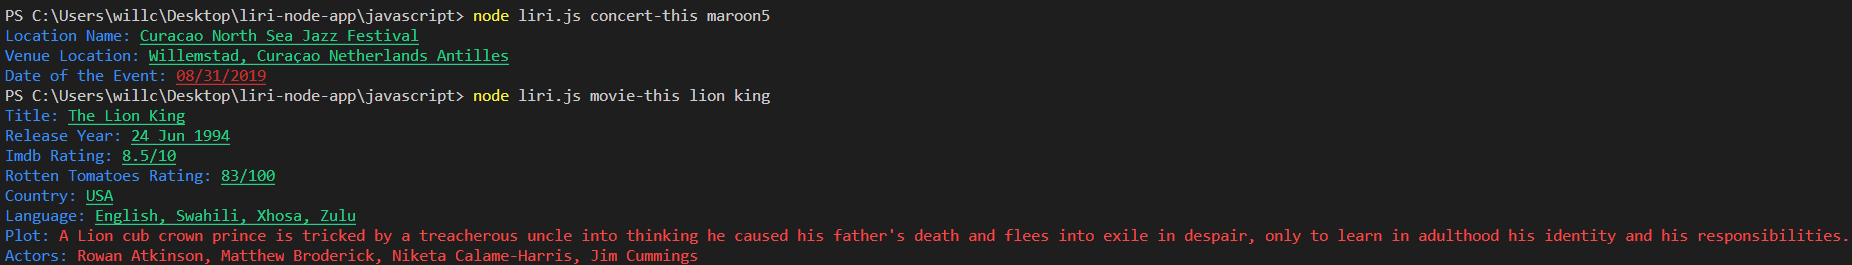 PS C:\Users\willc\Desktop\liri-node-app\javascript> node liri.js concert-this maroon5
Location Name: Curacao North Sea Jazz Festival
Venue Location: Willemstad, Curaçao Netherlands Antilles
Date of the Event: 08/31/2019
PS C:\Users\willc\Desktop\liri-node-app\javascript> node liri.js movie-this lion king
Title: The Lion King
Release Year: 24 Jun 1994
Imdb Rating: 8.5/10
Rotten Tomatoes Rating: 83/100
Country: USA
Language: English, Swahili, Xhosa, Zulu
Plot: A Lion cub crown prince is tricked by a treacherous uncle into thinking he caused his father's death and flees into exile in despair, only to learn in adulthood his identity and his responsibilities.
Actors: Rowan Atkinson, Matthew Broderick, Niketa Calame-Harris, Jim Cummings